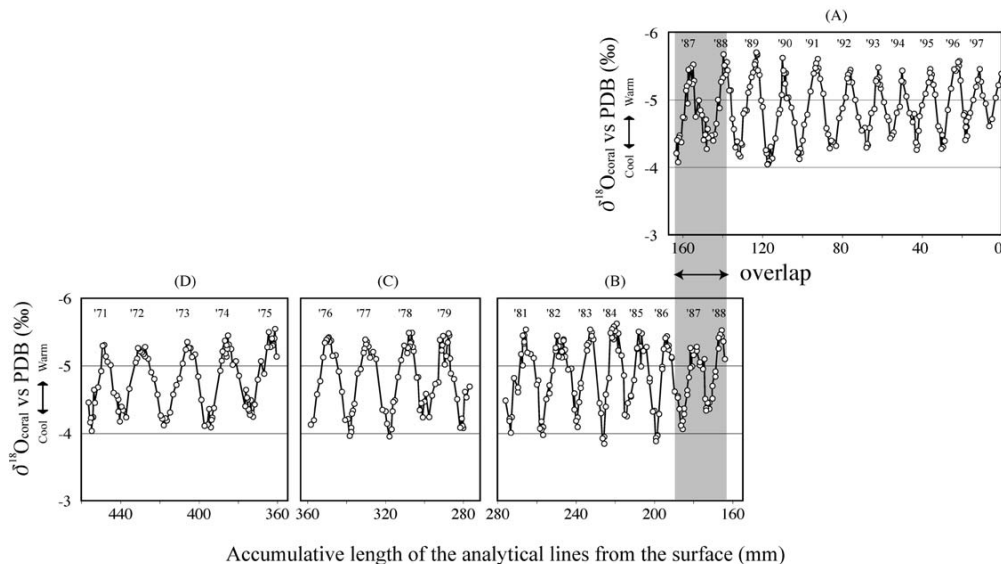 (A)
-6
'87 '88 '89 '90 '91 '92 '93 '94 '95 '96 '97
-5
-4
-3
δ¹⁸Ocoral vs PDB (‰)
Cool ↔ Warm
160 120 80 40 0
overlap
(D) (C) (B)
-6
'71 '72 '73 '74 '75 '76 '77 '78 '79 '81 '82 '83 '84 '85 '86 '87 '88
-5
-4
-3
δ¹⁸Ocoral vs PDB (‰)
Cool ↔ Warm
440 400 360 360 320 280 280 240 200 160
Accumulative length of the analytical lines from the surface (mm)